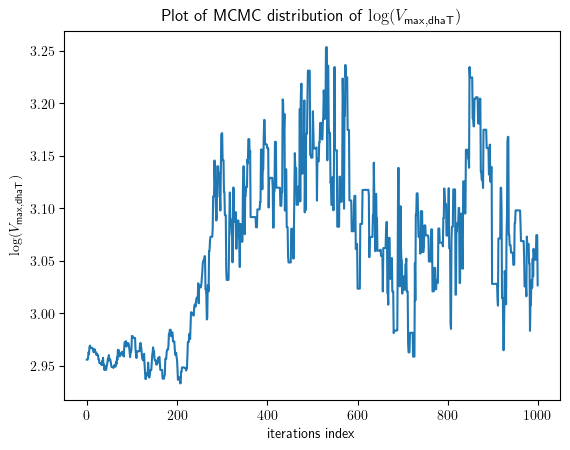 Plot of MCMC distribution of log(V_max,dhaT)
3.25
3.20
3.15
3.10
3.05
3.00
2.95
log(V_max,dhaT)
0 200 400 600 800 1000
iterations index